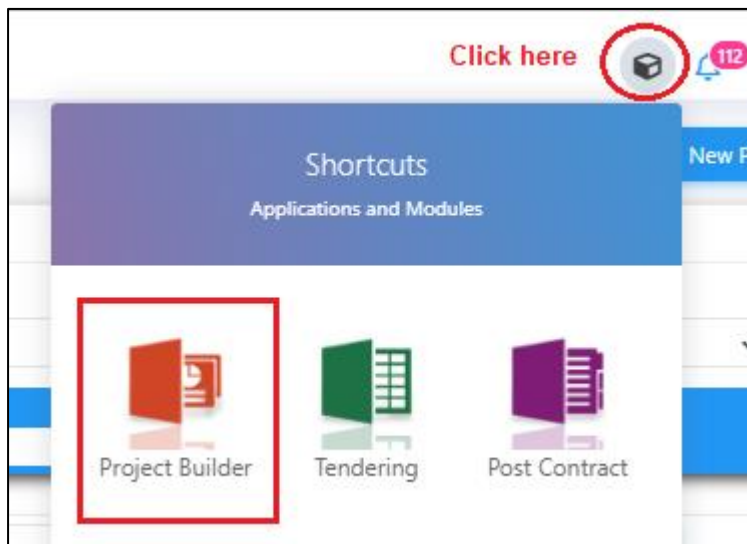 Click here
112
Shortcuts
New
Applications and Modules
Project Builder
Tendering
Post Contract